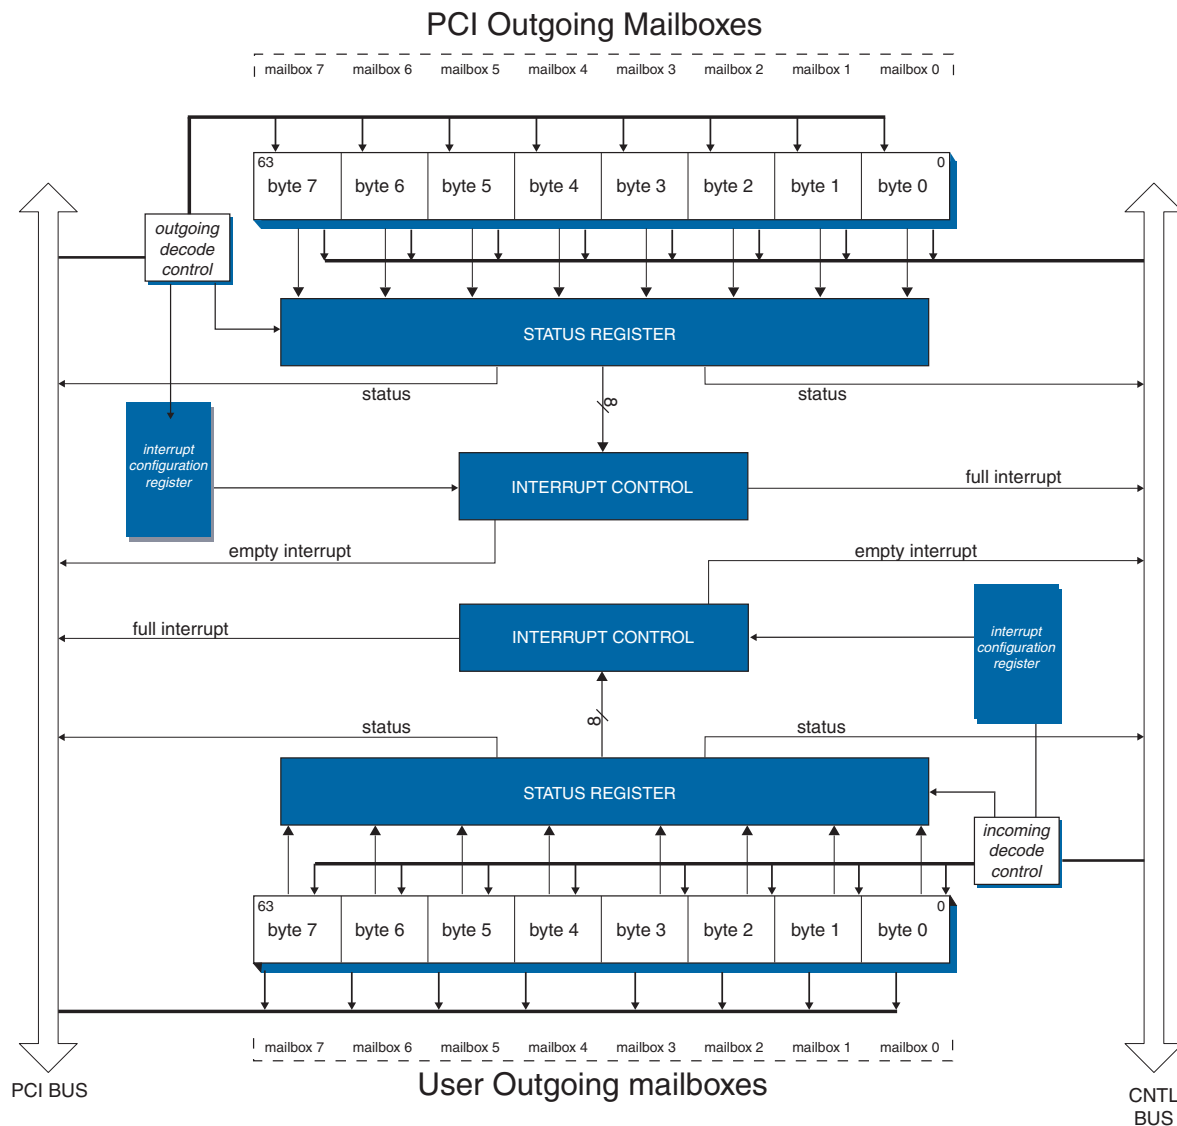 PCI Outgoing Mailboxes
mailbox 7 mailbox 6 mailbox 5 mailbox 4 mailbox 3 mailbox 2 mailbox 1 mailbox 0
63 0
byte 7 byte 6 byte 5 byte 4 byte 3 byte 2 byte 1 byte 0
outgoing
decode
control
STATUS REGISTER
status status
8
interrupt
configuration
register
INTERRUPT CONTROL
full interrupt
empty interrupt
empty interrupt
full interrupt
INTERRUPT CONTROL
interrupt
configuration
register
8
status status
STATUS REGISTER
incoming
decode
control
63 0
byte 7 byte 6 byte 5 byte 4 byte 3 byte 2 byte 1 byte 0
mailbox 7 mailbox 6 mailbox 5 mailbox 4 mailbox 3 mailbox 2 mailbox 1 mailbox 0
User Outgoing mailboxes
PCI BUS
CNTL
BUS